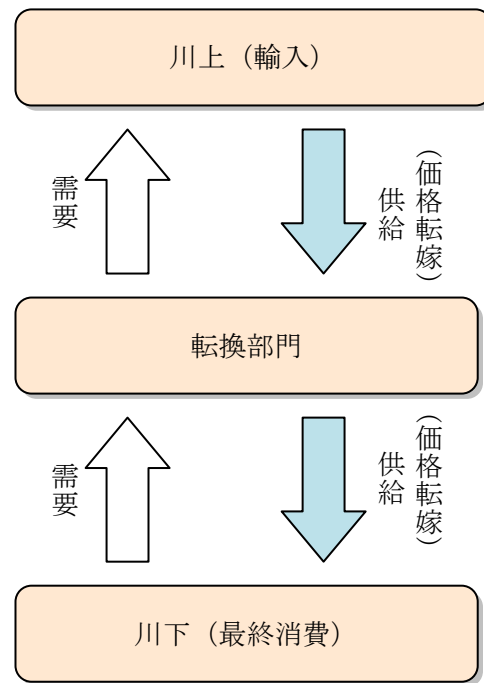 川上（輸入）
需要
供給
（価格転嫁）
転換部門
需要
供給
（価格転嫁）
川下（最終消費）